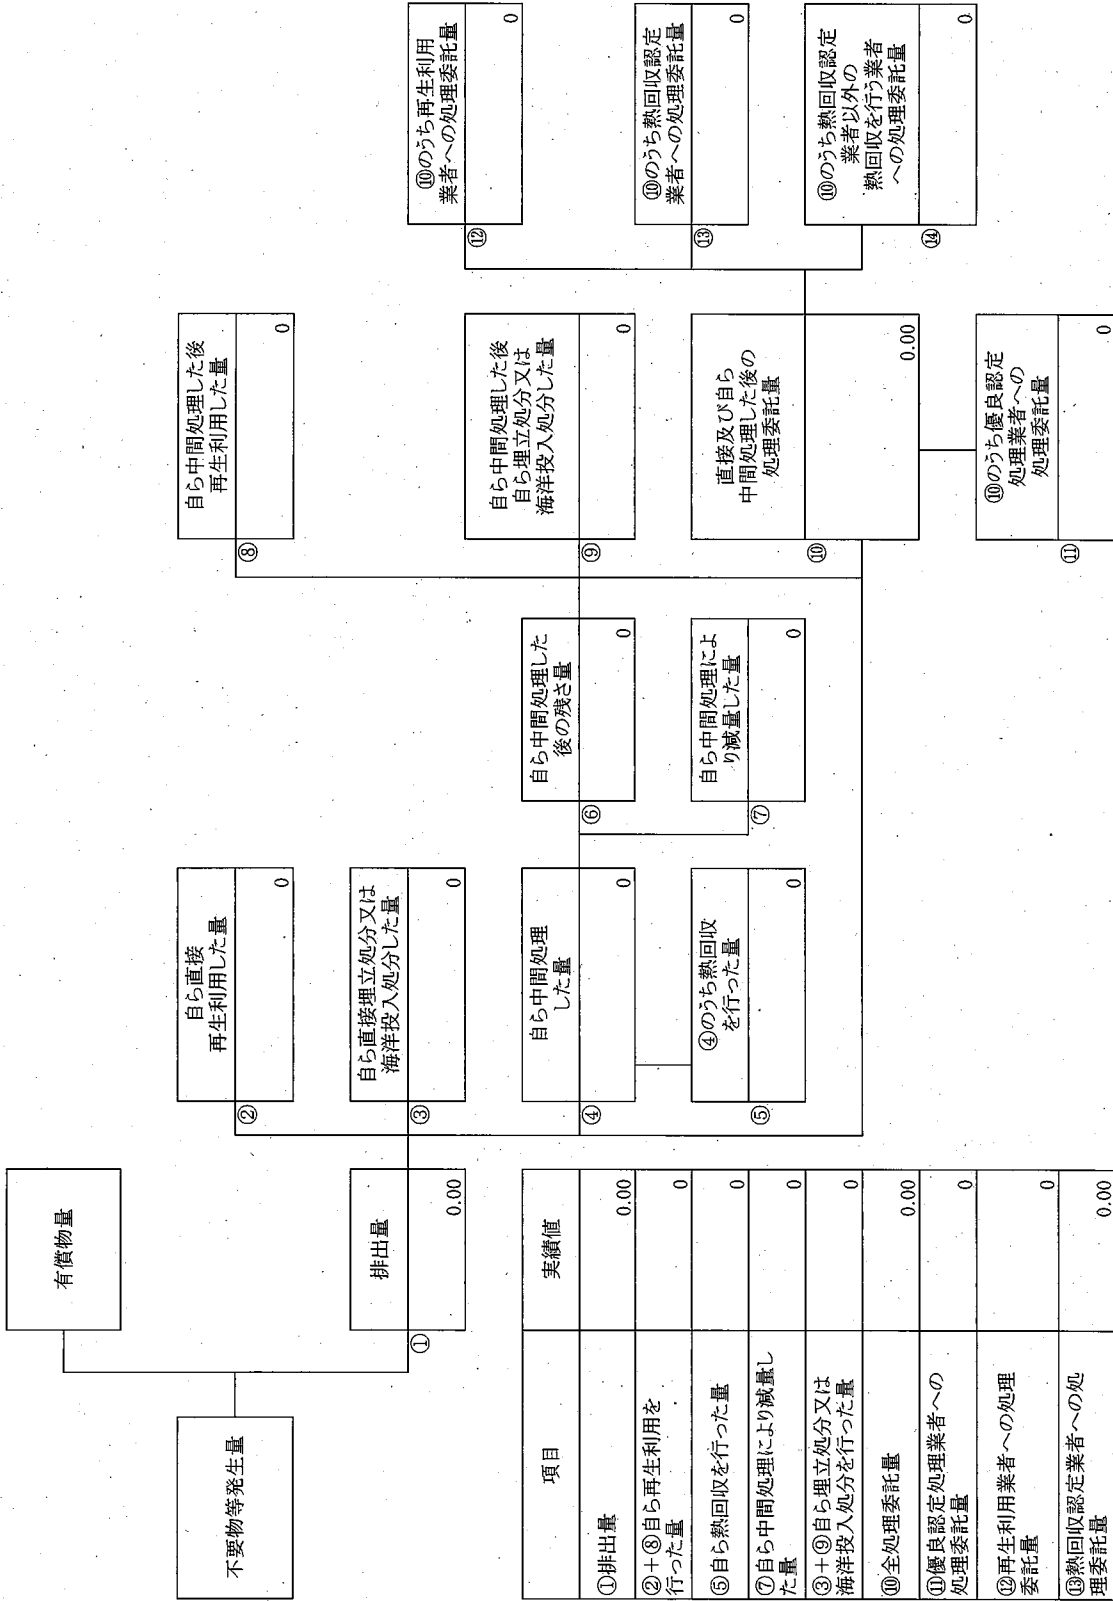 不要物等発生量
有償物量
排出量
①
0.00
自ら直接
再生利用した量
②
0
自ら直接埋立処分又は
海洋投入処分した量
③
0
自ら中間処理
した量
④
0
④のうち熱回収
を行った量
⑤
0
自ら中間処理した
後の残さ量
⑥
0
自ら中間処理によ
り減量した量
⑦
0
自ら中間処理した後
再生利用した量
⑧
0
自ら中間処理した後
自ら埋立処分又は
海洋投入処分した量
⑨
0
直接及び自ら
中間処理した後の
処理委託量
⑩
0.00
⑩のうち優良認定
処理業者への
処理委託量
⑪
0
⑩のうち再生利用
業者への処理委託量
⑫
0
⑩のうち熱回収認定
業者への処理委託量
⑬
0
⑩のうち熱回収認定
業者以外の
熱回収を行う業者
への処理委託量
⑭
0
項目 実績値
①排出量 0.00
②+⑧自ら再生利用を
行った量 0
⑤自ら熱回収を行った量 0
⑦自ら中間処理により減量し
た量 0
③+⑨自ら埋立処分又は
海洋投入処分を行った量 0
⑩全処理委託量 0.00
⑪優良認定処理業者への
処理委託量 0
⑫再生利用業者への処理
委託量 0
⑬熱回収認定業者への処
理委託量 0.00